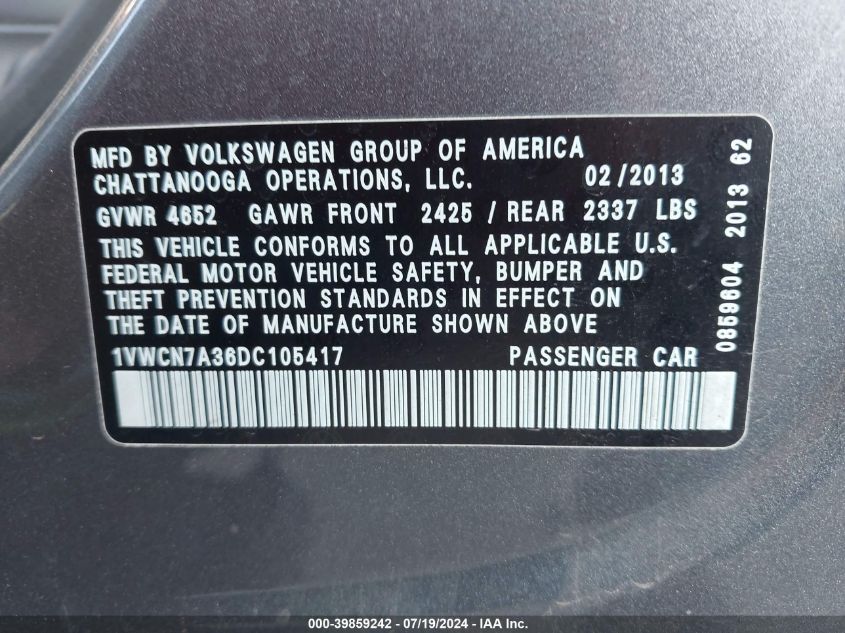 MFD BY VOLKSWAGEN GROUP OF AMERICA
CHATTANOOGA OPERATIONS, LLC. 02/2013
GVWR 4652 GAWR FRONT 2425 / REAR 2337 LBS
THIS VEHICLE CONFORMS TO ALL APPLICABLE U.S.
FEDERAL MOTOR VEHICLE SAFETY, BUMPER AND
THEFT PREVENTION STANDARDS IN EFFECT ON
THE DATE OF MANUFACTURE SHOWN ABOVE
1VWCN7A36DC105417 PASSENGER CAR
0859604 2013 62
000-39859242 - 07/19/2024 - IAA Inc.